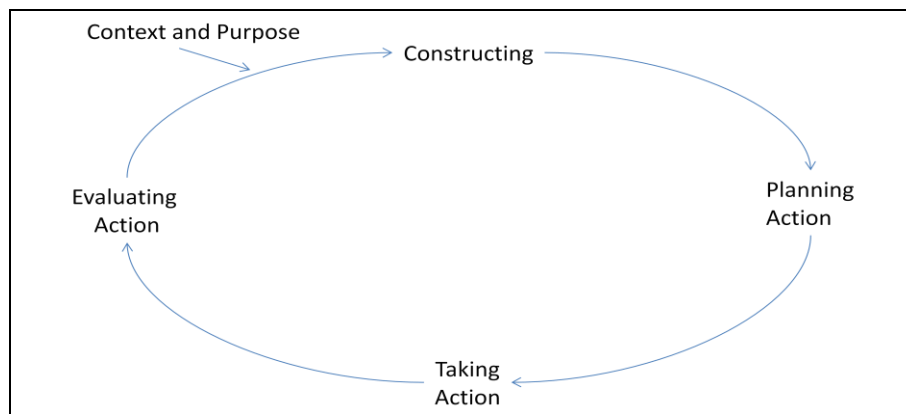 Context and Purpose
Constructing
Planning
Action
Taking
Action
Evaluating
Action